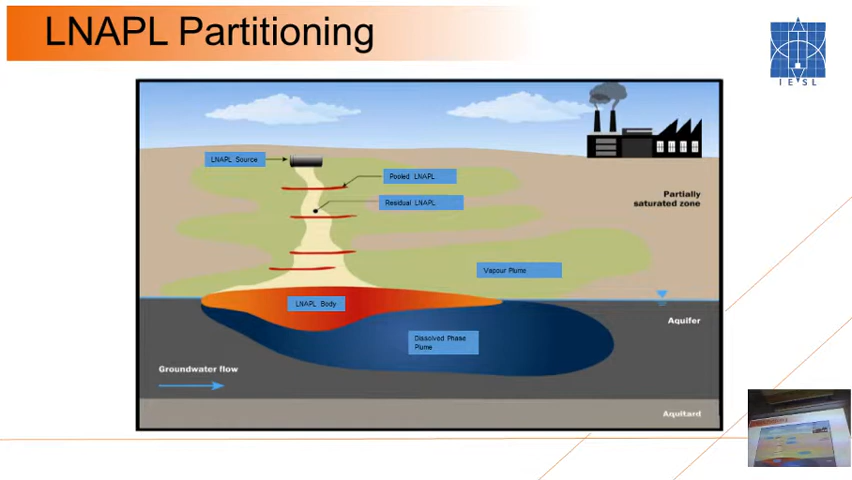 LNAPL Partitioning
IESL
LNAPL Source
Pooled LNAPL
Residual LNAPL
Partially
saturated zone
Vapour Plume
LNAPL Body
Aquifer
Dissolved Phase
Plume
Groundwater flow
Aquitard